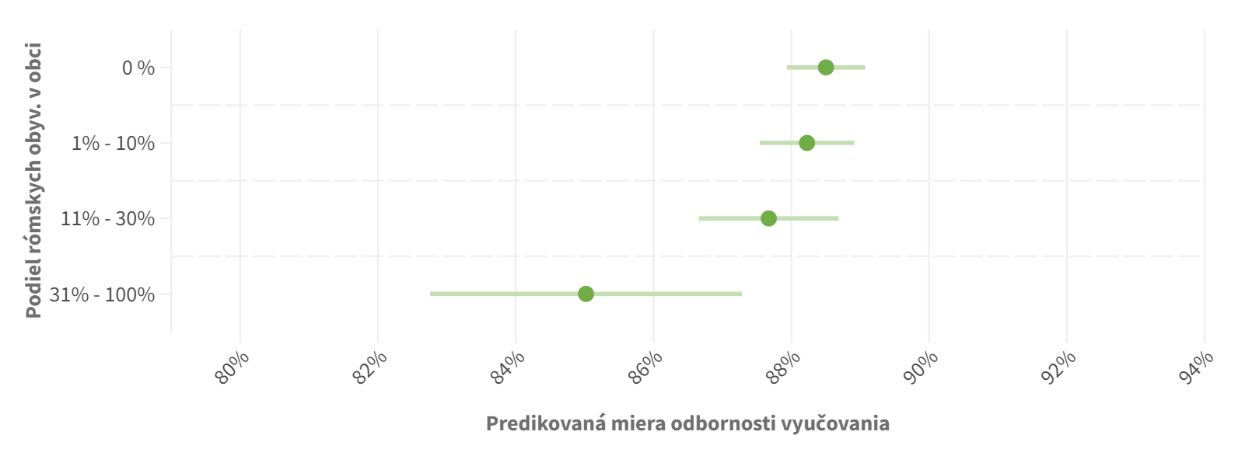 Podiel rómskych obyv. v obci
0 %
1% - 10%
11% - 30%
31% - 100%
80%
82%
84%
86%
88%
90%
92%
94%
Predikovaná miera odbornosti vyučovania